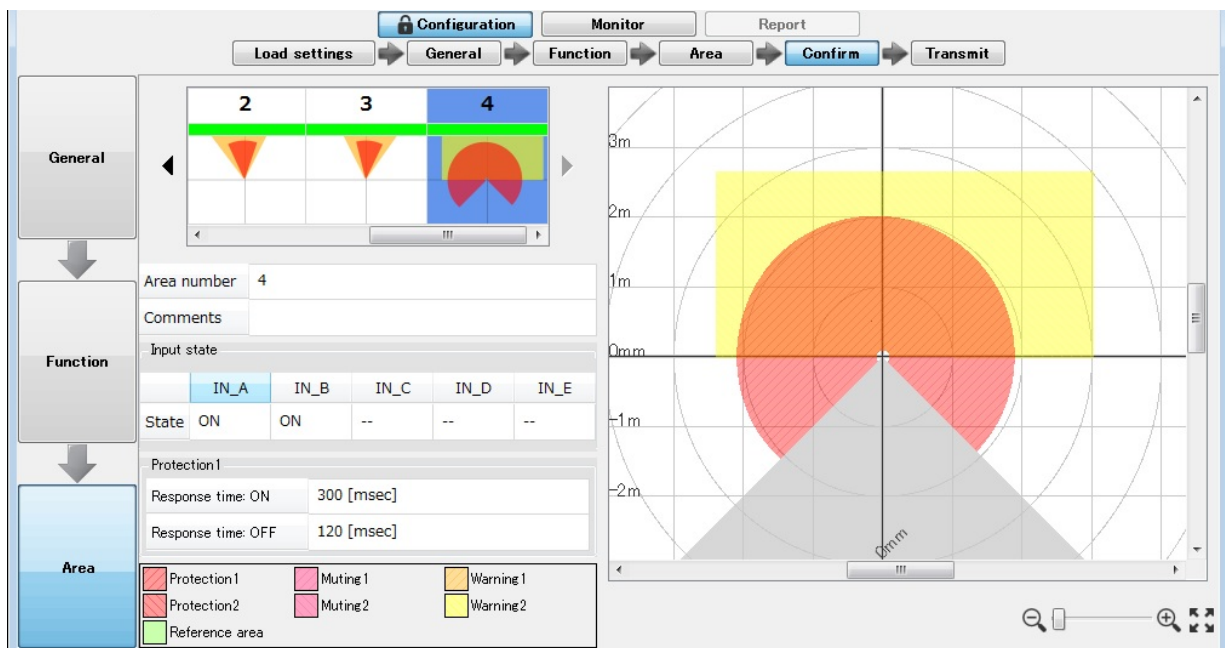 Configuration Monitor Report
Load settings General Function Area Confirm Transmit
General
Function
Area
2 3 4
Area number 4
Comments
Input state
IN_A IN_B IN_C IN_D IN_E
State ON ON -- -- --
Protection1
Response time: ON 300 [msec]
Response time: OFF 120 [msec]
Protection1 Muting1 Warning1
Protection2 Muting2 Warning2
Reference area
3m
2m
1m
0mm
-1m
-2m
0mm